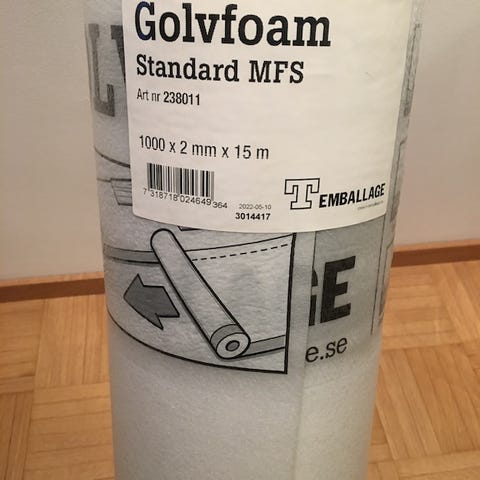 Golvfoam
Standard MFS
Art nr 238011
1000 x 2 mm x 15 m
7 318718 024649 364
2022-05-10
3014417
T EMBALLAGE
GE
e.se